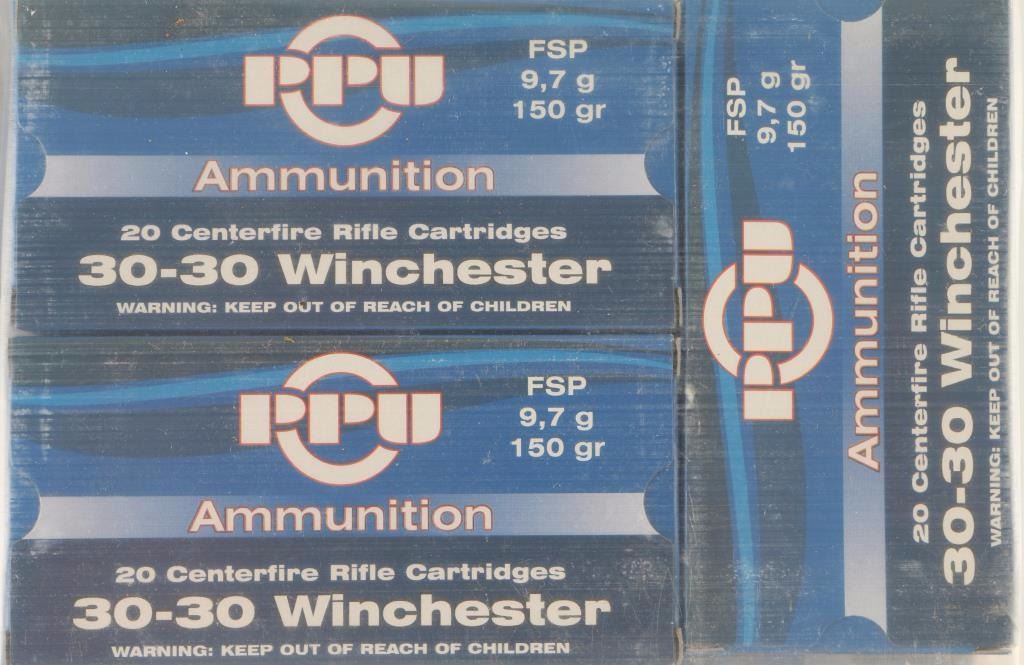 PPU
FSP
9,7 g
150 gr
Ammunition
20 Centerfire Rifle Cartridges
30-30 Winchester
WARNING: KEEP OUT OF REACH OF CHILDREN
PPU
FSP
9,7 g
150 gr
Ammunition
20 Centerfire Rifle Cartridges
30-30 Winchester
WARNING: KEEP OUT OF REACH OF CHILDREN
PPU
FSP
9,7 g
150 gr
Ammunition
20 Centerfire Rifle Cartridges
30-30 Winchester
WARNING: KEEP OUT OF REACH OF CHILDREN